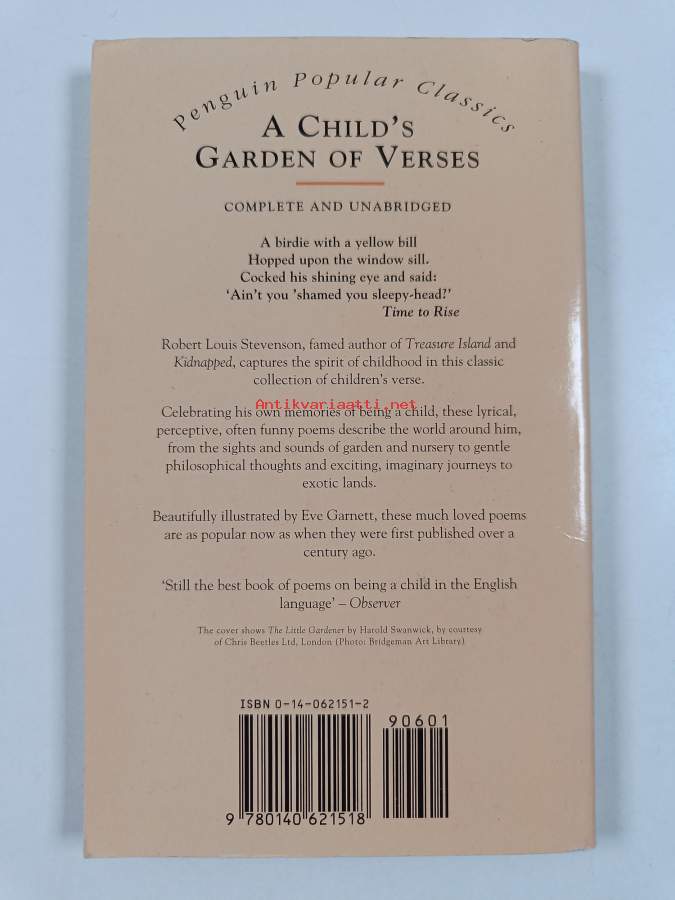 Penguin Popular Classics
A CHILD'S
GARDEN OF VERSES
COMPLETE AND UNABRIDGED
A birdie with a yellow bill
Hopped upon the window sill.
Cocked his shining eye and said:
'Ain't you 'shamed you sleepy-head?'
Time to Rise
Robert Louis Stevenson, famed author of Treasure Island and
Kidnapped, captures the spirit of childhood in this classic
collection of children's verse.
Antikvariaatti.net
Celebrating his own memories of being a child, these lyrical,
perceptive, often funny poems describe the world around him,
from the sights and sounds of garden and nursery to gentle
philosophical thoughts and exciting, imaginary journeys to
exotic lands.
Beautifully illustrated by Eve Garnett, these much loved poems
are as popular now as when they were first published over a
century ago.
'Still the best book of poems on being a child in the English
language' – Observer
The cover shows The Little Gardener by Harold Swanwick, by courtesy
of Chris Beetles Ltd, London (Photo: Bridgeman Art Library)
ISBN 0-14-062151-2
90601
9 780140 621518